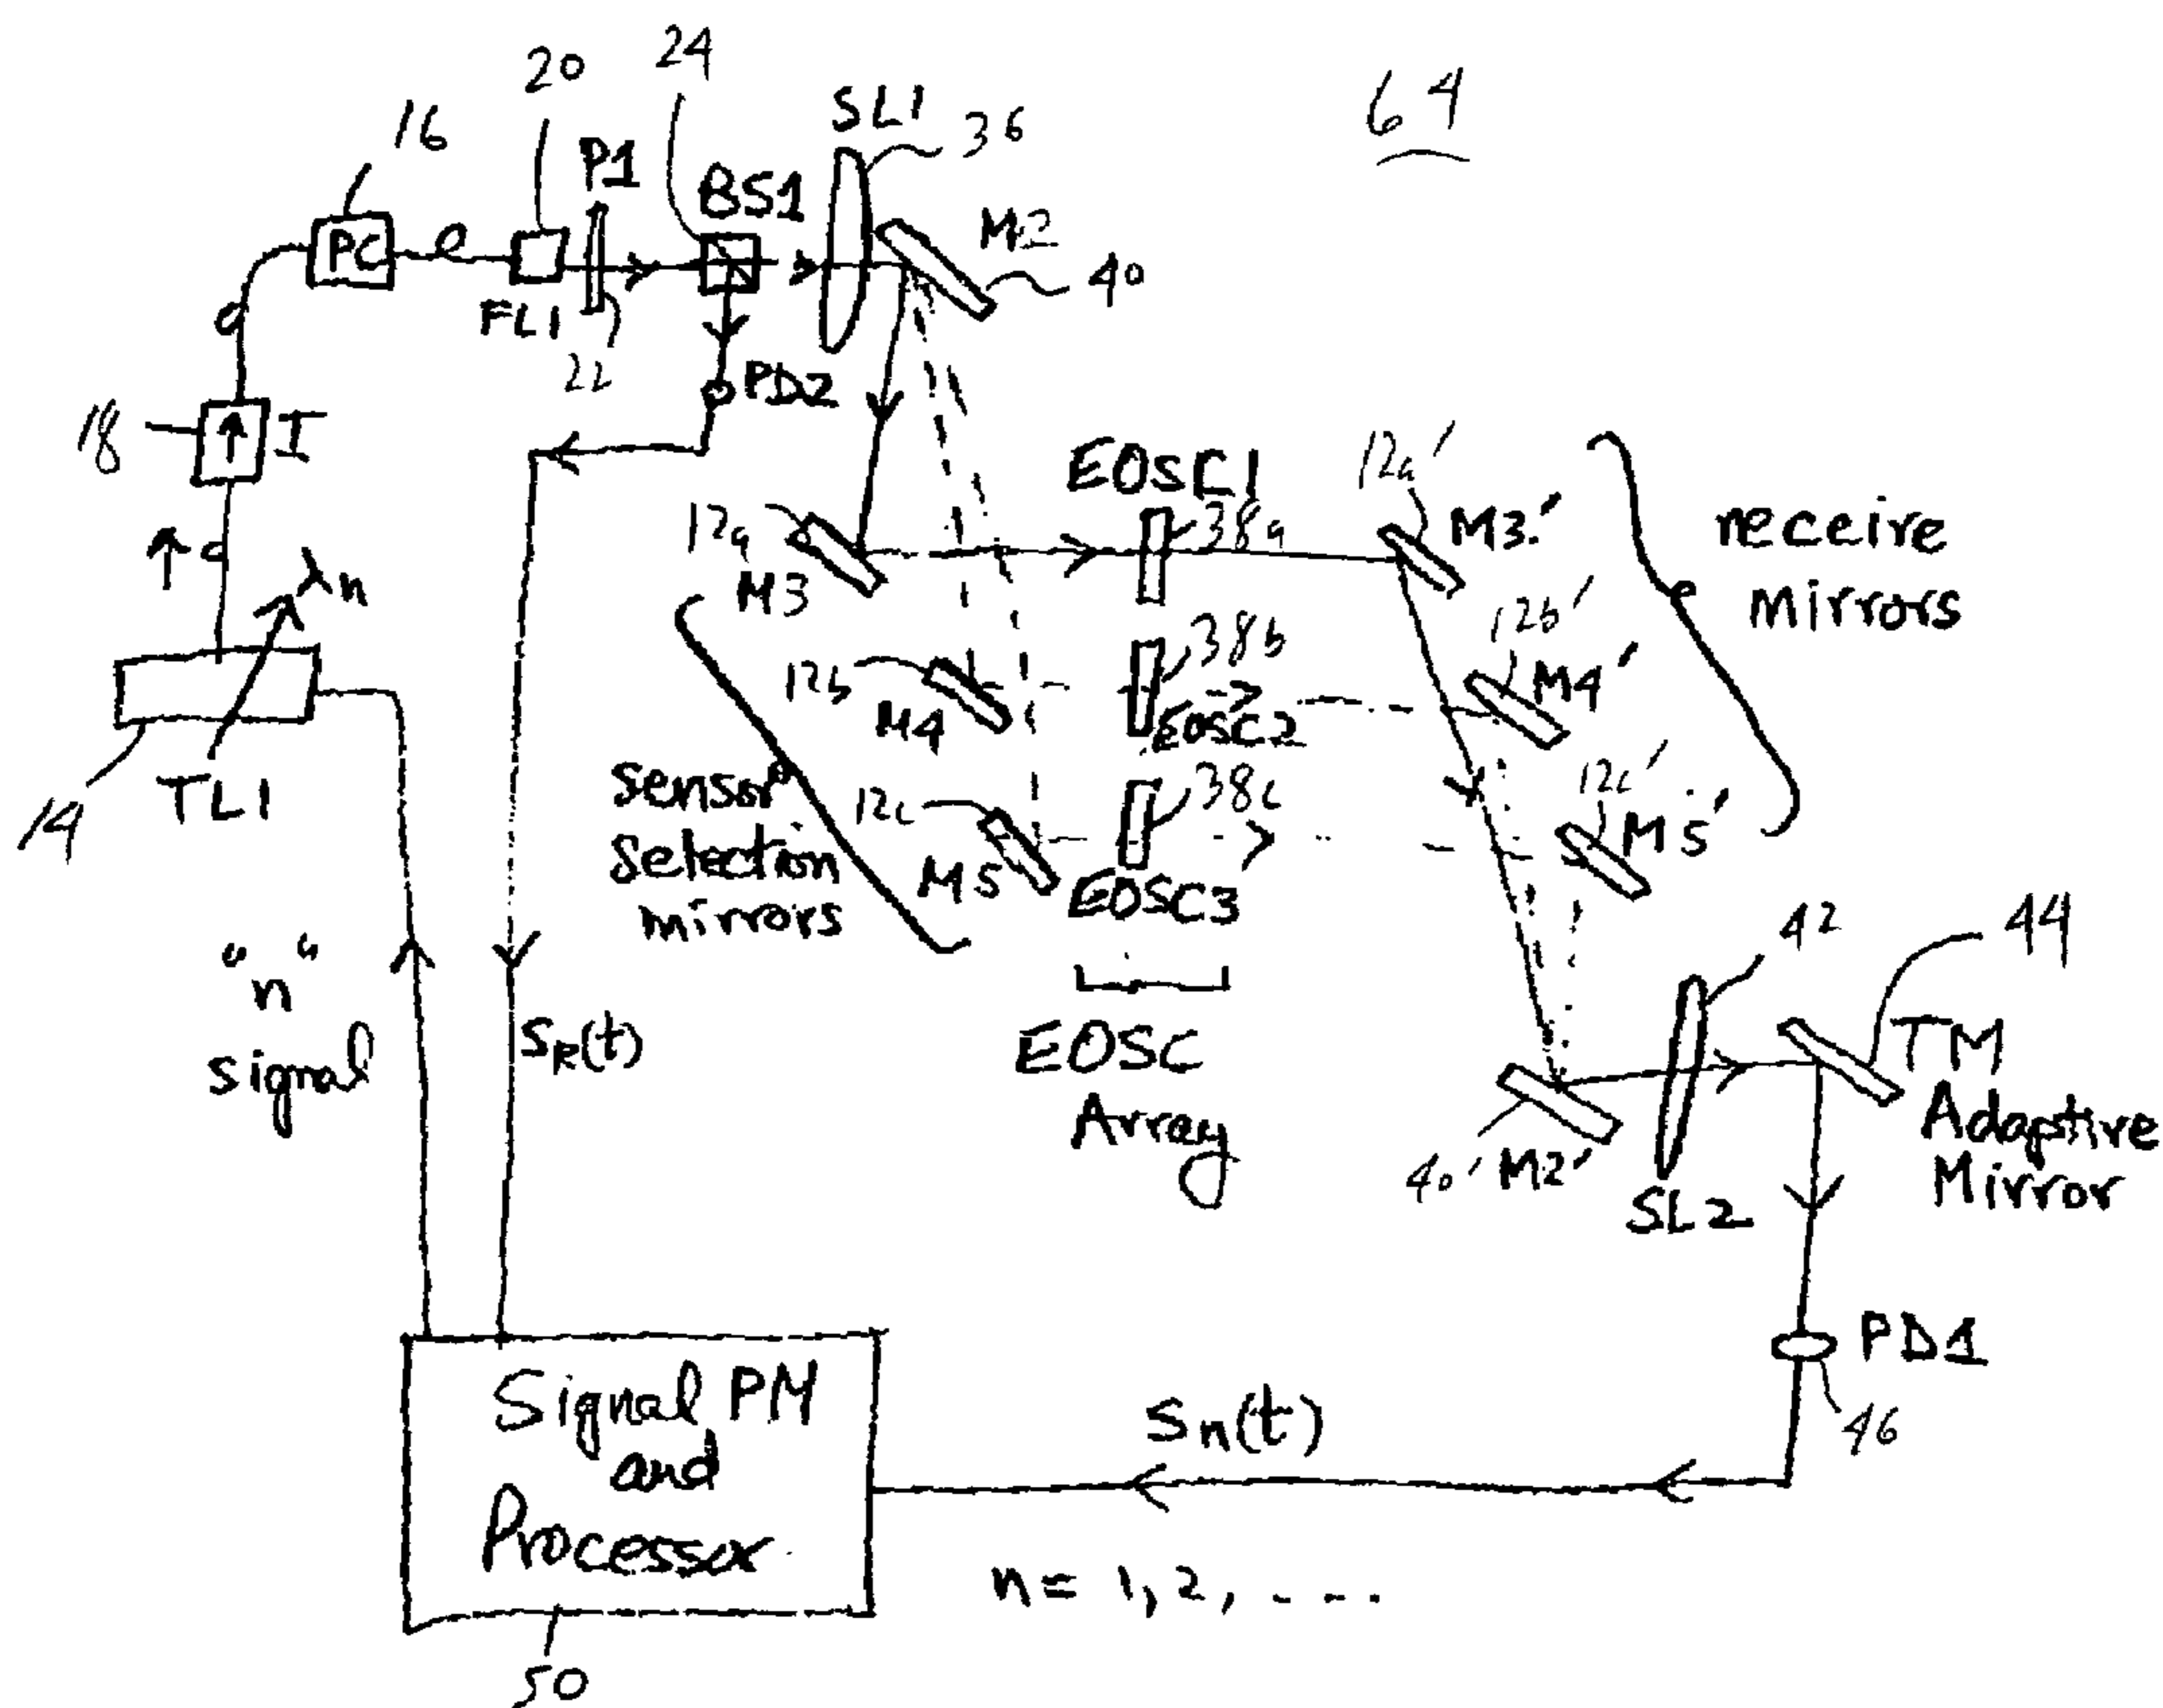 20
24
64
16
P1
SL1
36
BS1
M2
PC
40
FL1
22
PD2
18
I
EOSC1
12a'
12a
38a
M3'
receive
mirrors
M3
λn
38b
12b'
M4'
12b
M4
EOSC2
TL1
14
sensor
selection
mirrors
12c
38c
12c'
M5'
M5
EOSC3
42
44
"n"
signal
SR(t)
EOSC
Array
TM
Adaptive
Mirror
40'
M2'
SL2
PD1
46
Signal PM
and
Processor
Sn(t)
n= 1, 2, ----
50